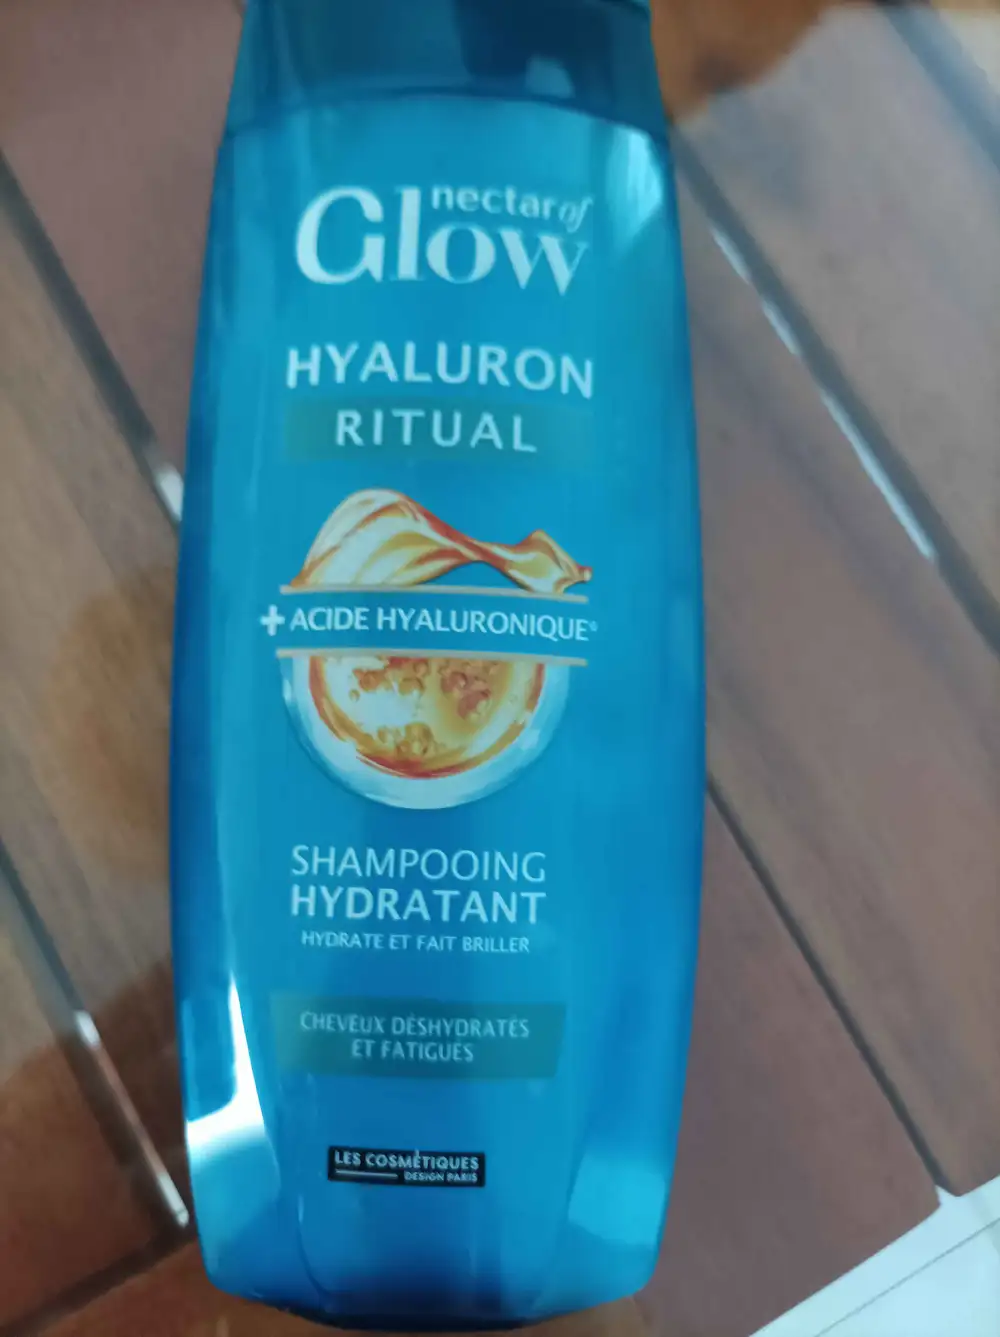 nectar of
Glow
HYALURON
RITUAL
+ ACIDE HYALURONIQUE°
SHAMPOOING
HYDRATANT
HYDRATE ET FAIT BRILLER
CHEVEUX DÉSHYDRATÉS
ET FATIGUÉS
LES COSMÉTIQUES
DESIGN PARIS